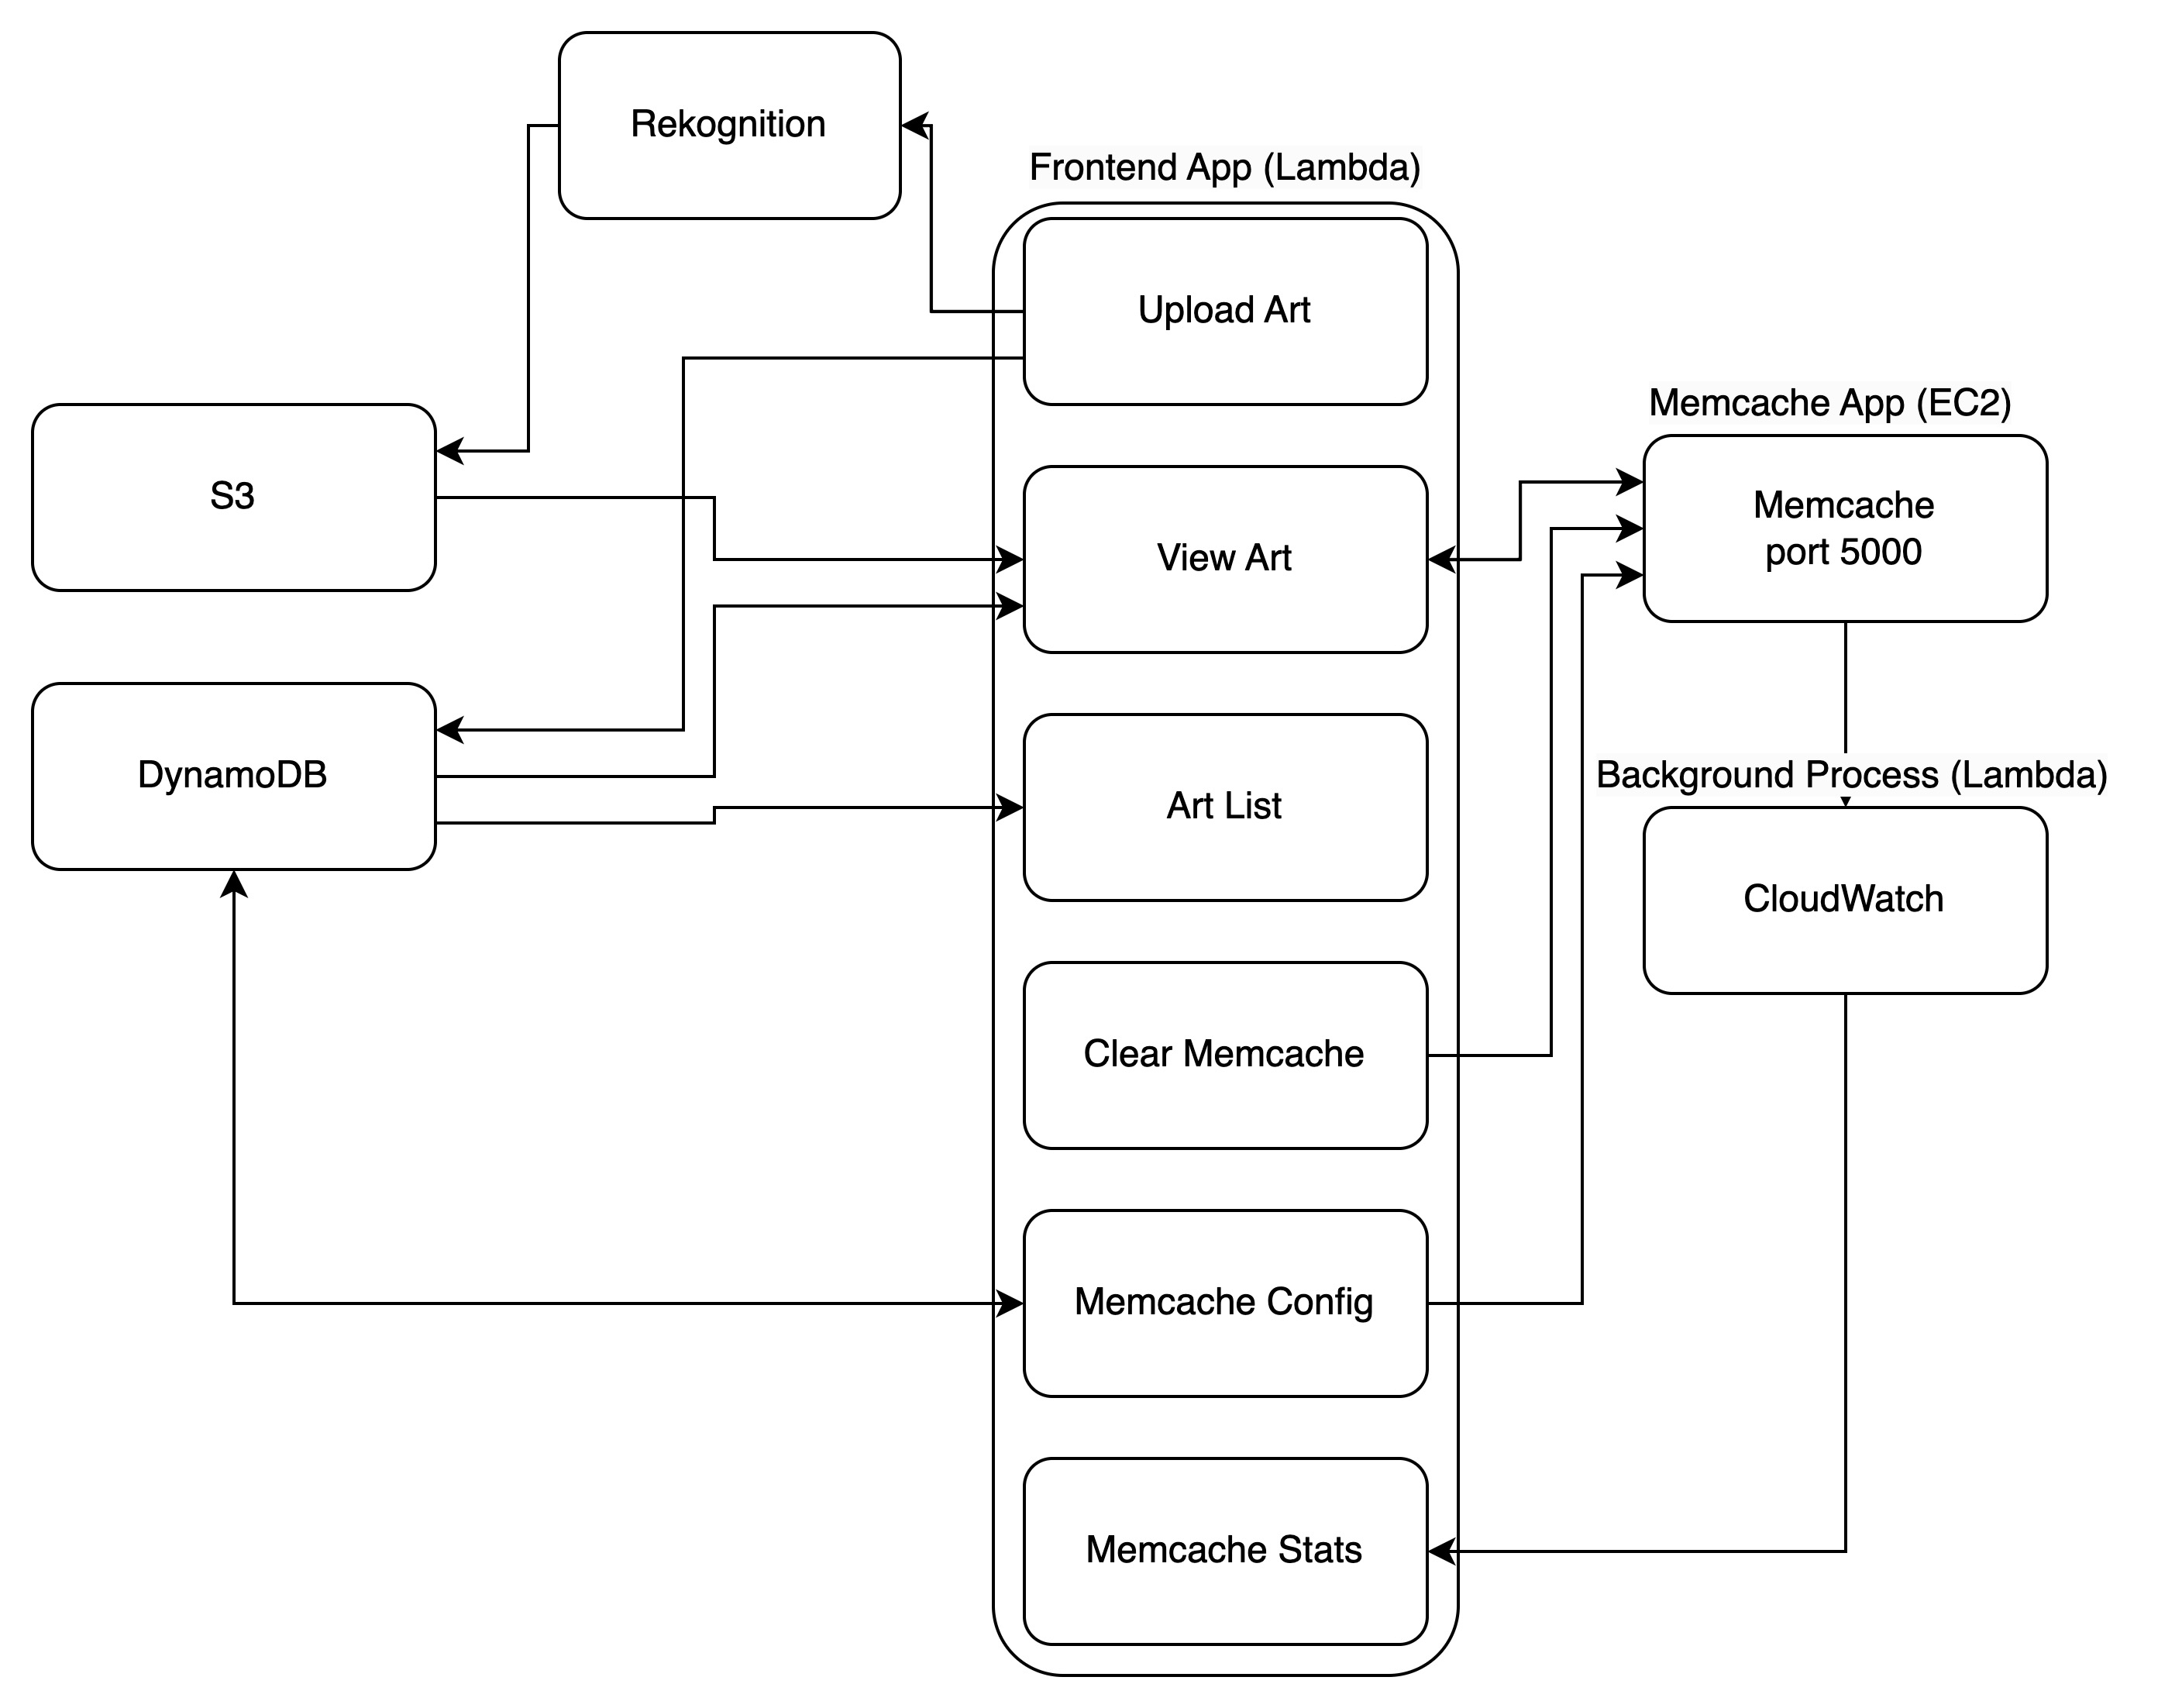 Rekognition
Frontend App (Lambda)
Upload Art
Memcache App (EC2)
S3
Memcache
port 5000
View Art
DynamoDB
Background Process (Lambda)
Art List
CloudWatch
Clear Memcache
Memcache Config
Memcache Stats